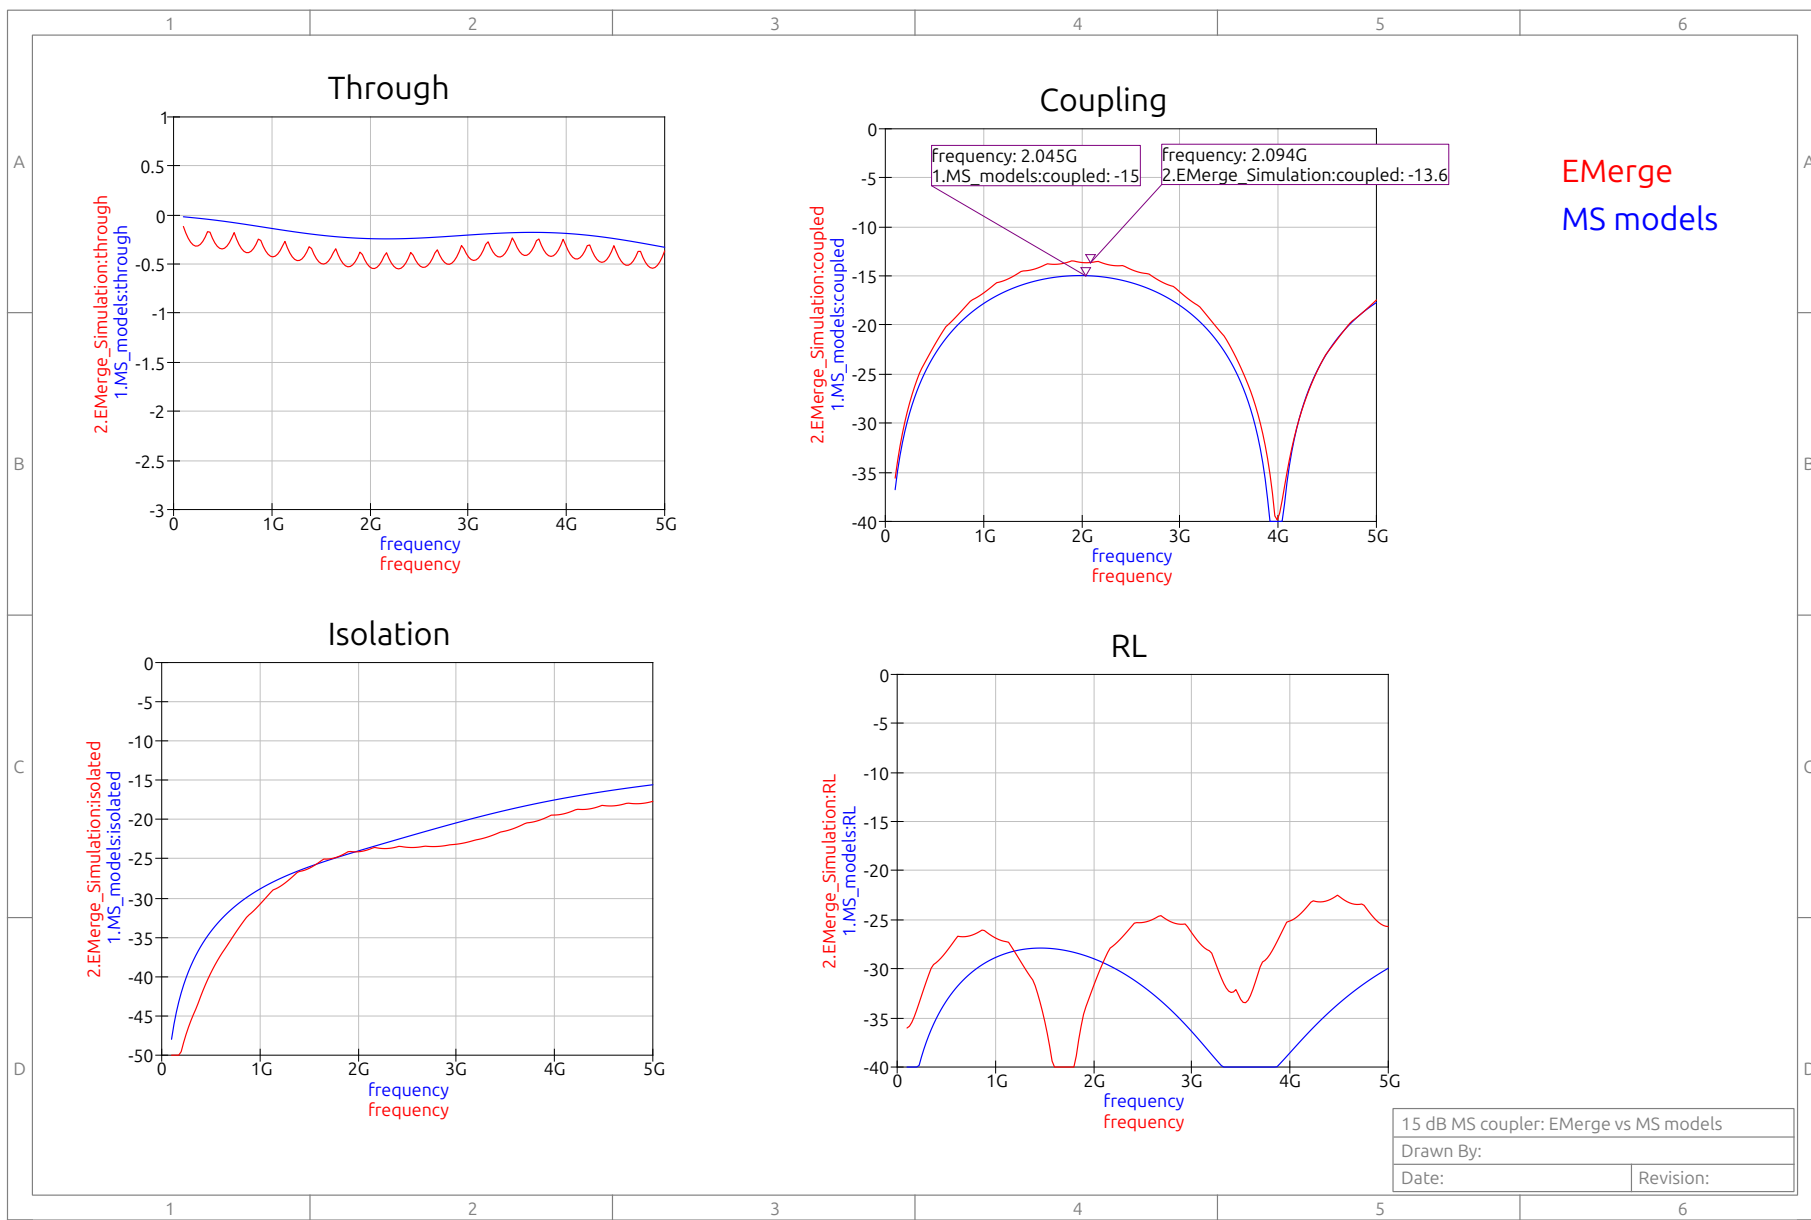 1 2 3 4 5 6
A
B
C
D
A
B
C
D
Through
1
0.5
0
-0.5
-1
-1.5
-2
-2.5
-3
0 1G 2G 3G 4G 5G
2.EMerge_Simulation:through
1.MS_models:through
frequency
frequency
Coupling
frequency: 2.045G
1.MS_models:coupled: -15
frequency: 2.094G
2.EMerge_Simulation:coupled: -13.6
0
-5
-10
-15
-20
-25
-30
-35
-40
0 1G 2G 3G 4G 5G
2.EMerge_Simulation:coupled
1.MS_models:coupled
frequency
frequency
EMerge
MS models
Isolation
0
-5
-10
-15
-20
-25
-30
-35
-40
-45
-50
0 1G 2G 3G 4G 5G
2.EMerge_Simulation:isolated
1.MS_models:isolated
frequency
frequency
RL
0
-5
-10
-15
-20
-25
-30
-35
-40
0 1G 2G 3G 4G 5G
2.EMerge_Simulation:RL
1.MS_models:RL
frequency
frequency
15 dB MS coupler: EMerge vs MS models
Drawn By:
Date: Revision:
1 2 3 4 5 6